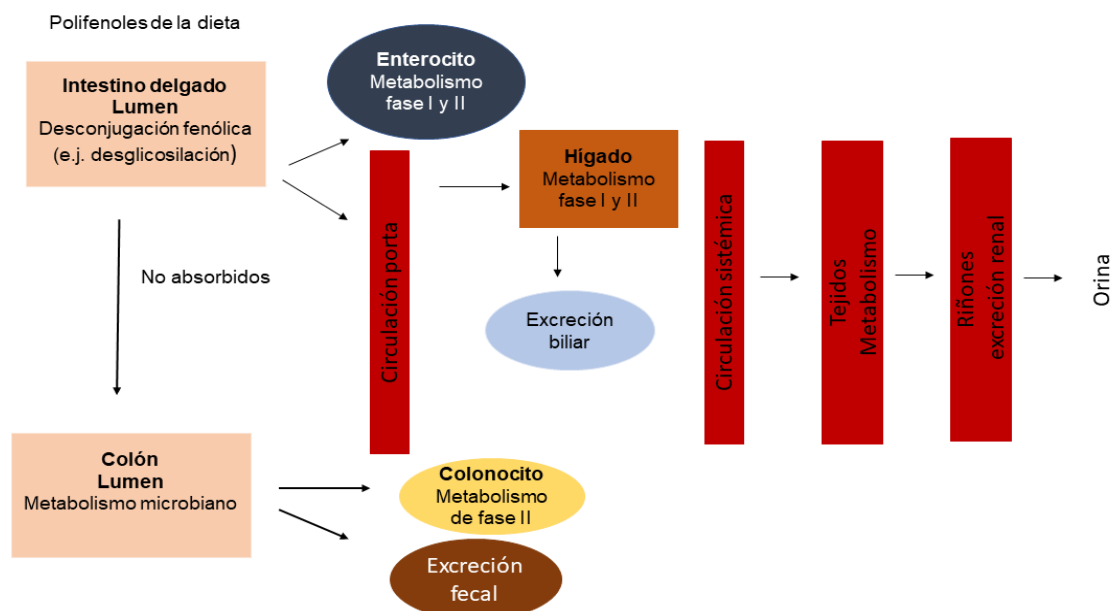 Polifenoles de la dieta
Intestino delgado
Lumen
Desconjugación fenólica
(e.j. desglicosilación)
Enterocito
Metabolismo
fase I y II
Hígado
Metabolismo
fase I y II
Circulación porta
Excreción
biliar
Circulación sistémica
Tejidos
Metabolismo
Riñones
excreción renal
Orina
No absorbidos
Colón
Lumen
Metabolismo microbiano
Colonocito
Metabolismo
de fase II
Excreción
fecal